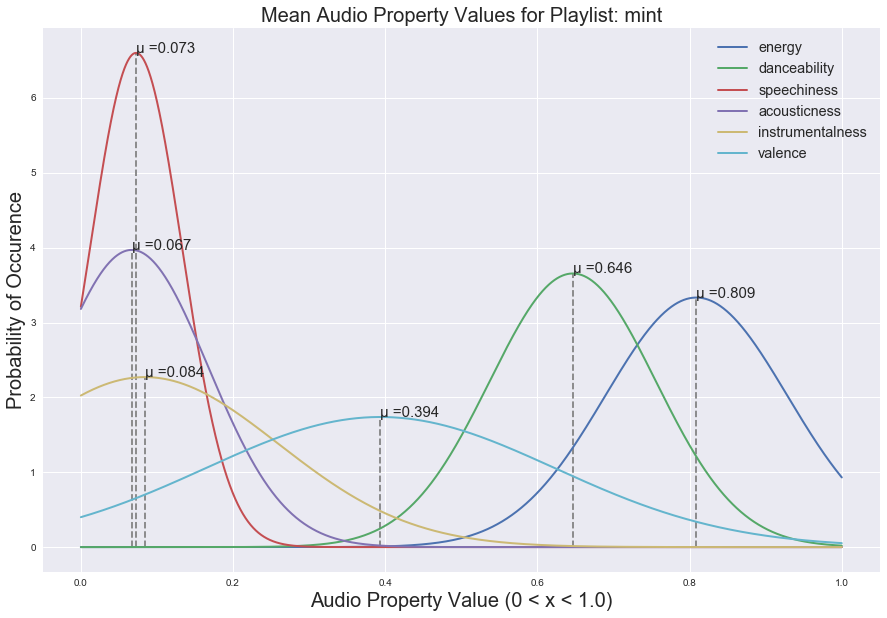 Mean Audio Property Values for Playlist: mint
μ =0.073
energy
danceability
speechiness
acousticness
instrumentalness
valence
6
5
4
3
2
1
0
μ =0.067
μ =0.646
μ =0.809
μ =0.084
μ =0.394
Probability of Occurence
0.0
0.2
0.4
0.6
0.8
1.0
Audio Property Value (0 < x < 1.0)